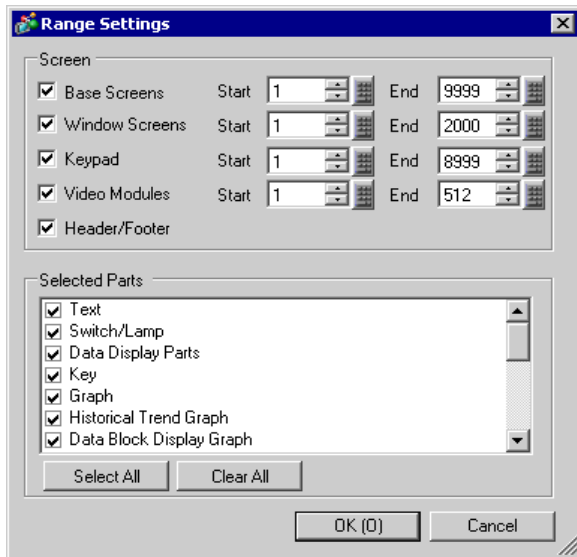 Range Settings
Screen
Base Screens Start 1 End 9999
Window Screens Start 1 End 2000
Keypad Start 1 End 8999
Video Modules Start 1 End 512
Header/Footer
Selected Parts
Text
Switch/Lamp
Data Display Parts
Key
Graph
Historical Trend Graph
Data Block Display Graph
Select All Clear All
OK (O) Cancel